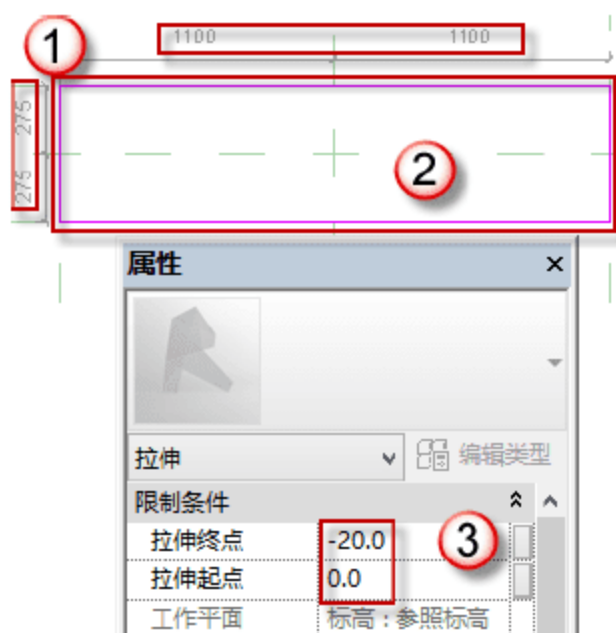 1100 1100
1
275
275
2
属性 ×
拉伸 编辑类型
限制条件
拉伸终点 -20.0
3
拉伸起点 0.0
工作平面 标高:参照标高